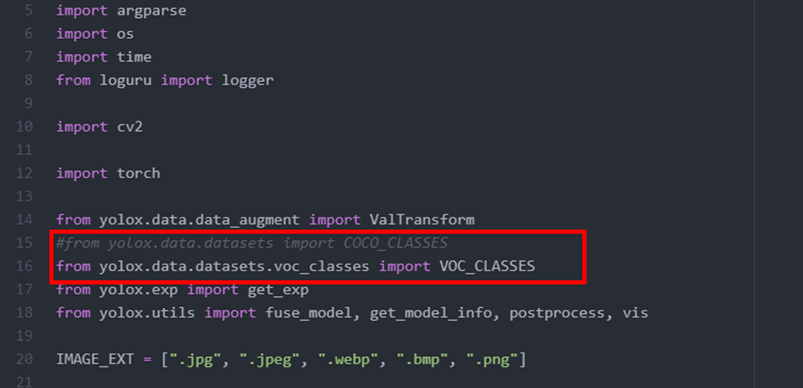 5 import argparse
6 import os
7 import time
8 from loguru import logger
9
10 import cv2
11
12 import torch
13
14 from yolox.data.data_augment import ValTransform
15 #from yolox.data.datasets import COCO_CLASSES
16 from yolox.data.datasets.voc_classes import VOC_CLASSES
17 from yolox.exp import get_exp
18 from yolox.utils import fuse_model, get_model_info, postprocess, vis
19
20 IMAGE_EXT = [".jpg", ".jpeg", ".webp", ".bmp", ".png"]
21